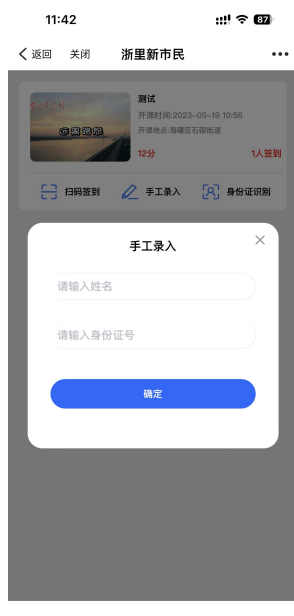 11:42
87
返回 关闭 浙里新市民
测试
开课时间:2023-05-19 10:56
开课地点:海曙区石碶街道
12分 1人签到
扫码签到 手工录入 身份证识别
手工录入
请输入姓名
请输入身份证号
确定